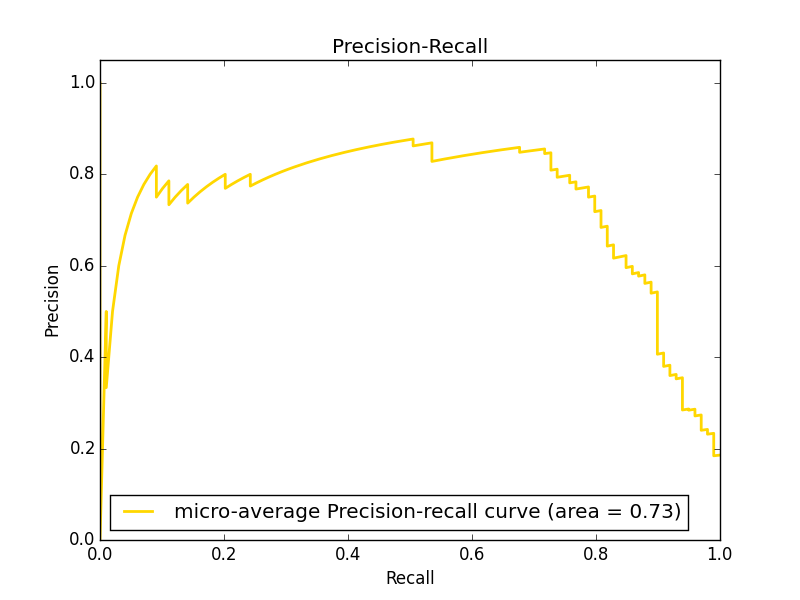 Precision-Recall
1.0
0.8
0.6
0.4
0.2
0.0
Precision
micro-average Precision-recall curve (area = 0.73)
0.0 0.2 0.4 0.6 0.8 1.0
Recall